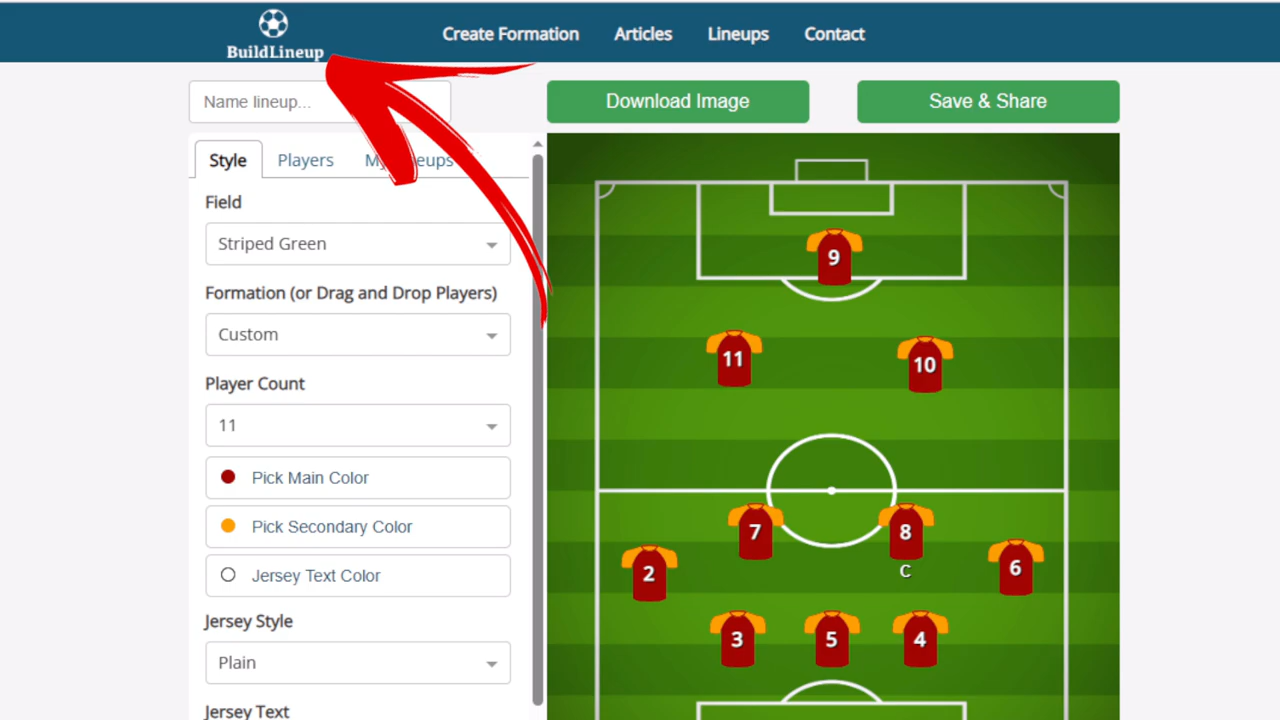 BuildLineup
Create Formation Articles Lineups Contact
Name lineup...
Download Image
Save & Share
Style Players My eups
Field
Striped Green
Formation (or Drag and Drop Players)
Custom
Player Count
11
Pick Main Color
Pick Secondary Color
Jersey Text Color
Jersey Style
Plain
Jersey Text
9
11
10
7
8
C
2
6
3
5
4